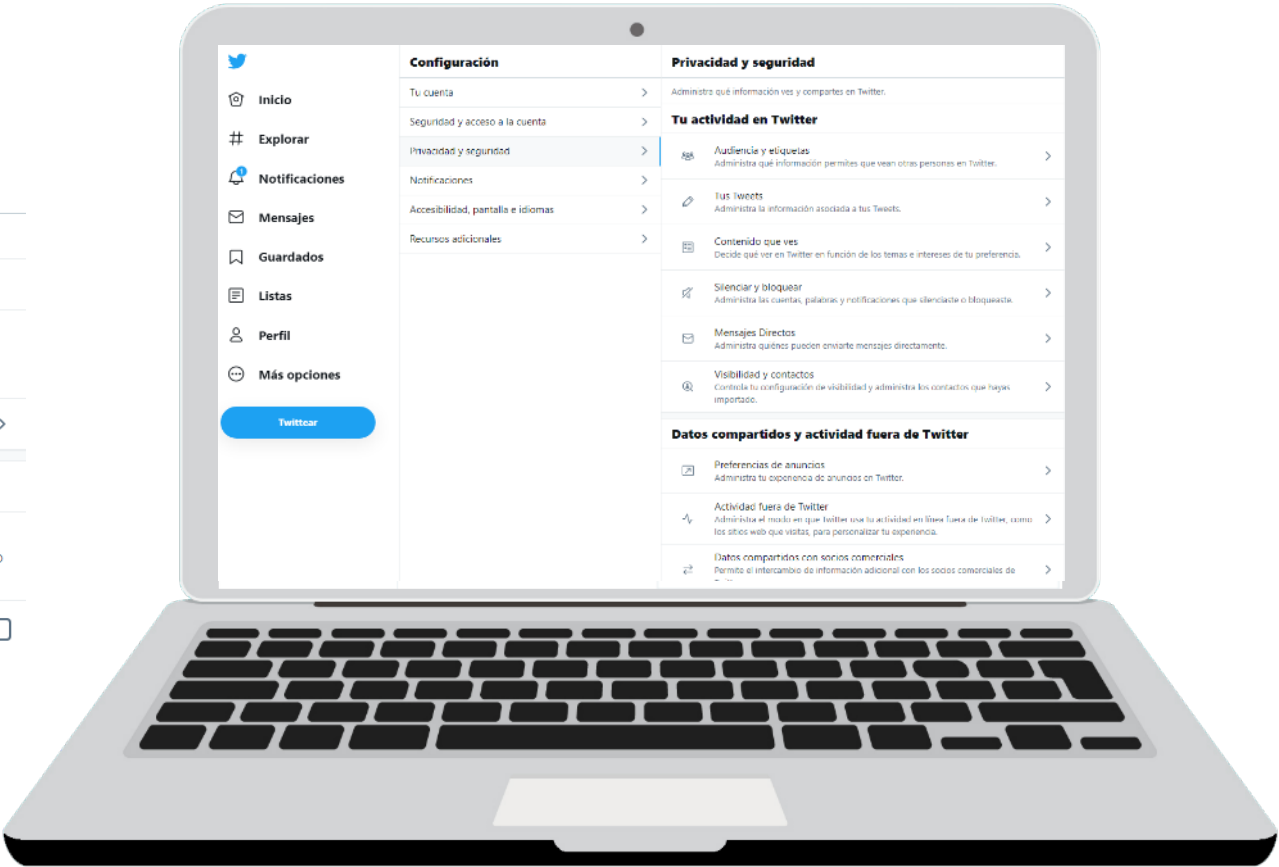 Inicio
Explorar
1
Notificaciones
Mensajes
Guardados
Listas
Perfil
Más opciones
Twittear
Configuración
Tu cuenta
Seguridad y acceso a la cuenta
Privacidad y seguridad
Notificaciones
Accesibilidad, pantalla e idiomas
Recursos adicionales
Privacidad y seguridad
Administra qué información ves y compartes en Twitter.
Tu actividad en Twitter
Audiencia y etiquetas
Administra qué información permites que vean otras personas en Twitter.
Tus Tweets
Administra la información asociada a tus Tweets.
Contenido que ves
Decide qué ver en Twitter en función de los temas e intereses de tu preferencia.
Silenciar y bloquear
Administra las cuentas, palabras y notificaciones que silenciaste o bloqueaste.
Mensajes Directos
Administra quiénes pueden enviarte mensajes directamente.
Visibilidad y contactos
Controla tu configuración de visibilidad y administra los contactos que hayas
importado.
Datos compartidos y actividad fuera de Twitter
Preferencias de anuncios
Administra tu experiencia de anuncios en Twitter.
Actividad fuera de Twitter
Administra el modo en que Twitter usa tu actividad en línea fuera de Twitter, como
los sitios web que visitas, para personalizar tu experiencia.
Datos compartidos con socios comerciales
Permite el intercambio de información adicional con los socios comerciales de